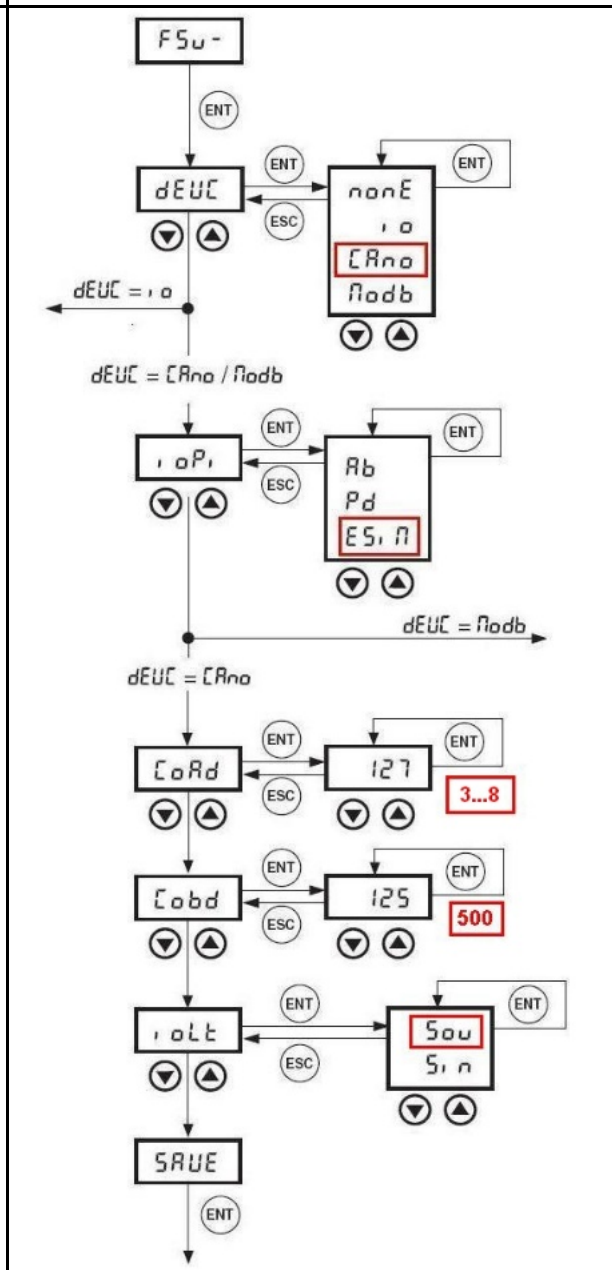 FSu-
ENT
dEUC
ENT
ESC
nonE
io
CAno
Modb
ENT
dEUC = io
dEUC = CAno / Modb
ioPi
ENT
ESC
Ab
Pd
ESiM
ENT
dEUC = Modb
dEUC = CAno
CoAd
ENT
ESC
127
ENT
3...8
Cobd
ENT
ESC
125
ENT
500
ioLt
ENT
ESC
Sou
Sin
ENT
SAUE
ENT